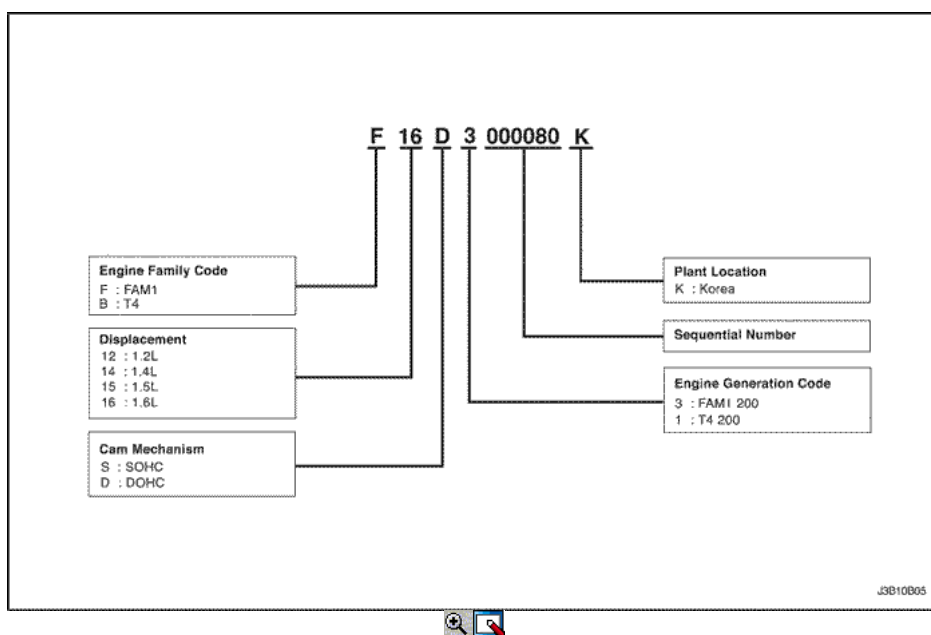 F 16 D 3 000080 K
Engine Family Code
F : FAM1
B : T4
Displacement
12 : 1.2L
14 : 1.4L
15 : 1.5L
16 : 1.6L
Cam Mechanism
S : SOHC
D : DOHC
Plant Location
K : Korea
Sequential Number
Engine Generation Code
3 : FAM1 200
1 : T4 200
J3B10B05